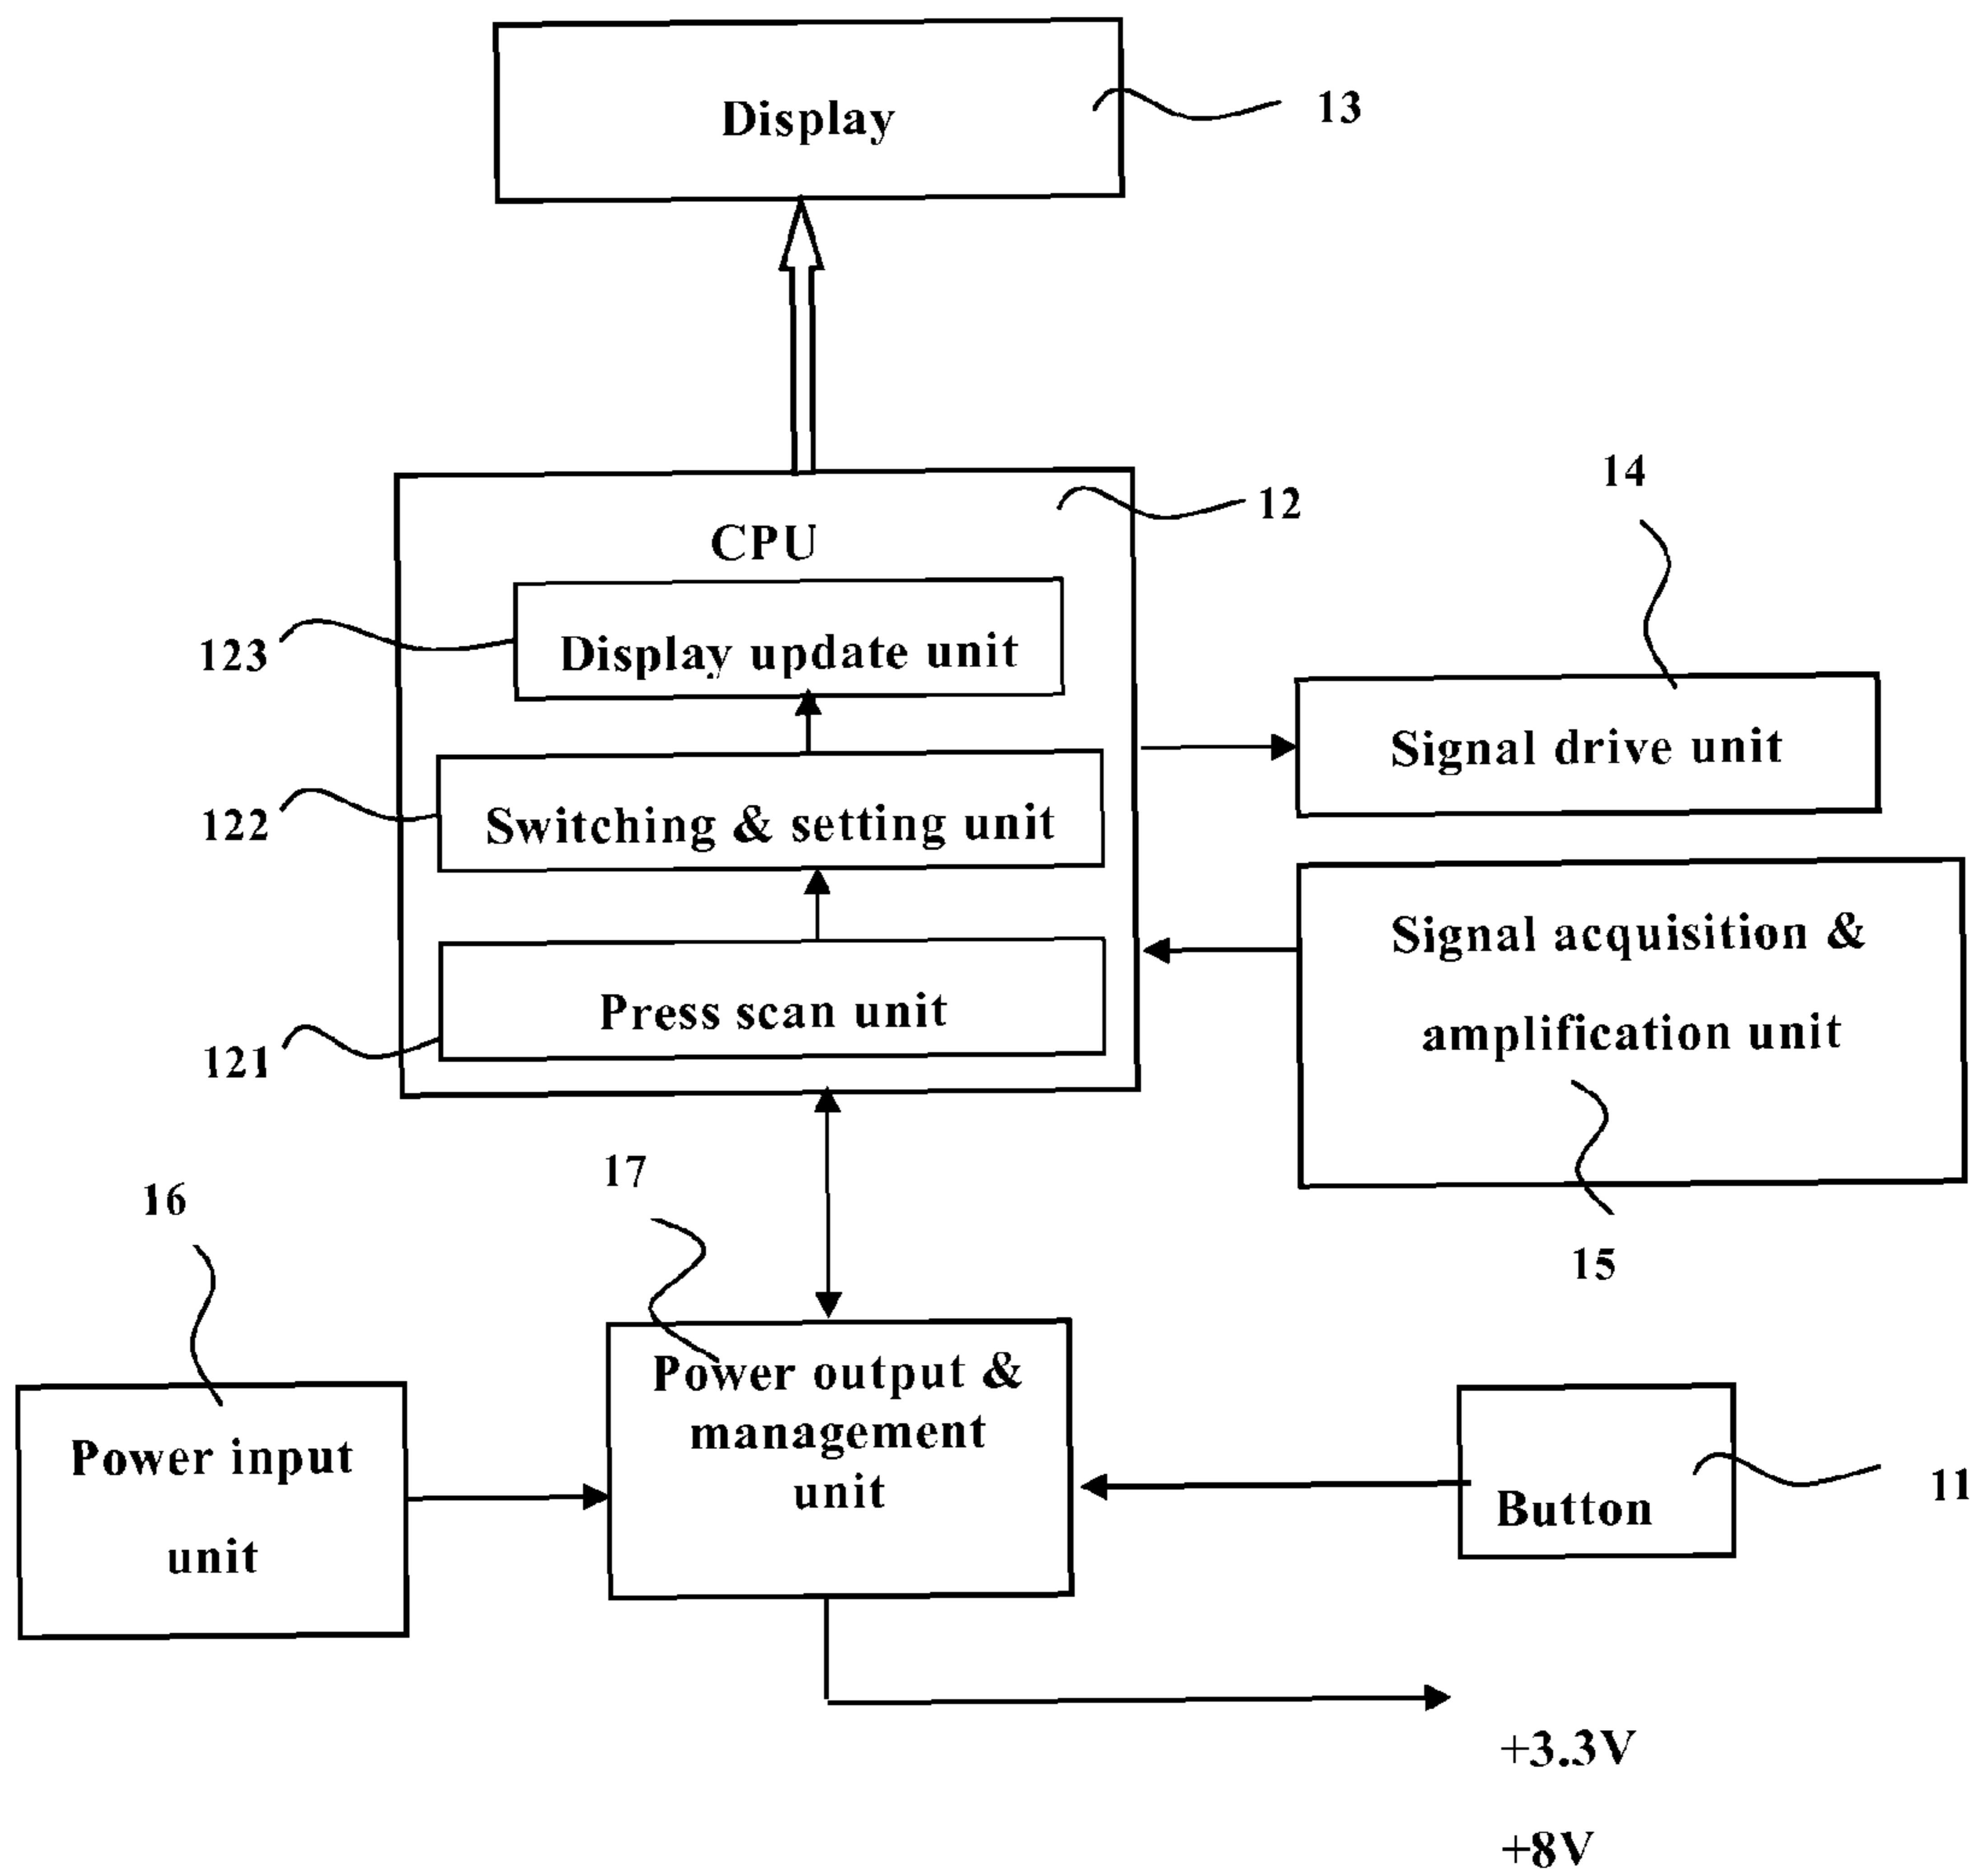 Display
13
12
CPU
14
123
Display update unit
Signal drive unit
122
Switching & setting unit
Signal acquisition &
amplification unit
Press scan unit
121
17
16
15
Power output &
management
unit
Power input
unit
Button
11
+3.3V
+8V